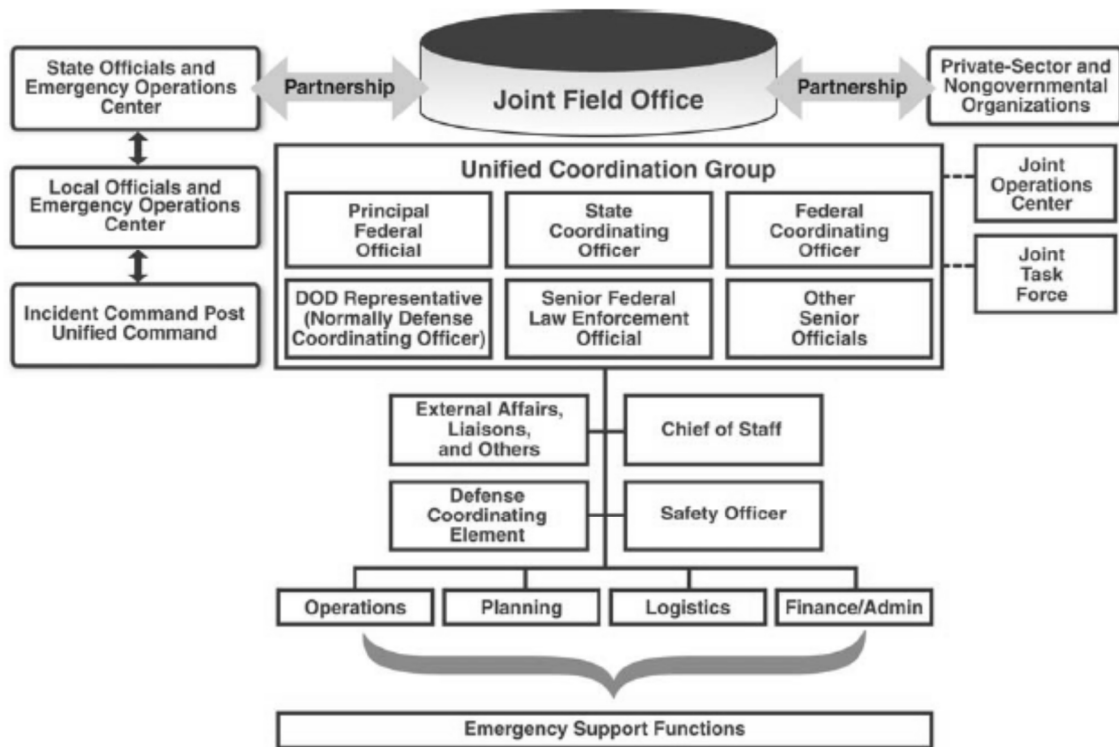 State Officials and
Emergency Operations
Center
Partnership
Joint Field Office
Partnership
Private-Sector and
Nongovernmental
Organizations
Local Officials and
Emergency Operations
Center
Incident Command Post
Unified Command
Unified Coordination Group
Principal
Federal
Official
State
Coordinating
Officer
Federal
Coordinating
Officer
DOD Representative
(Normally Defense
Coordinating Officer)
Senior Federal
Law Enforcement
Official
Other
Senior
Officials
Joint
Operations
Center
Joint
Task
Force
External Affairs,
Liaisons,
and Others
Chief of Staff
Defense
Coordinating
Element
Safety Officer
Operations
Planning
Logistics
Finance/Admin
Emergency Support Functions